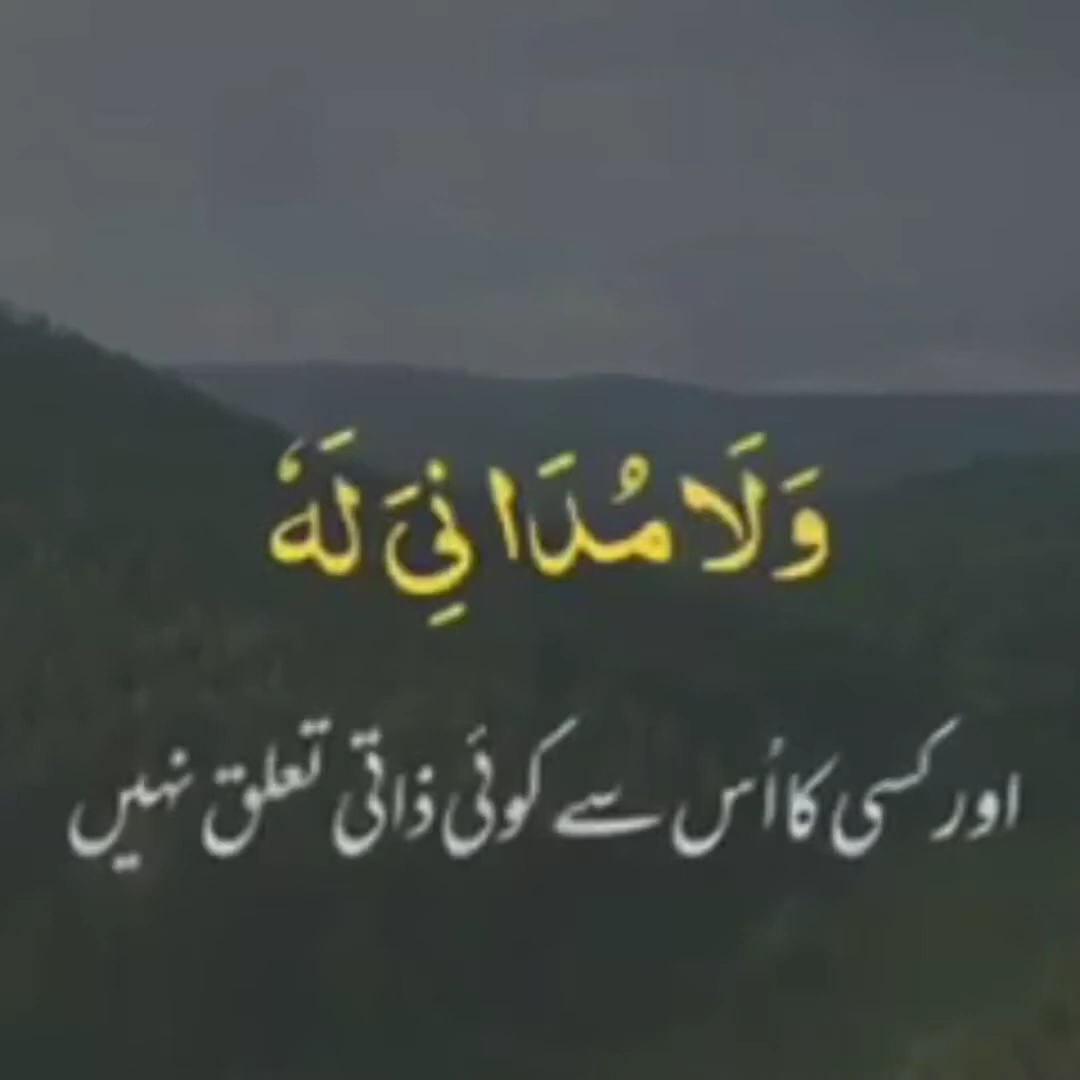 وَلَا مُدَانِیَ لَهٗ
اور کسی کا اُس سے کوئی ذاتی تعلق نہیں